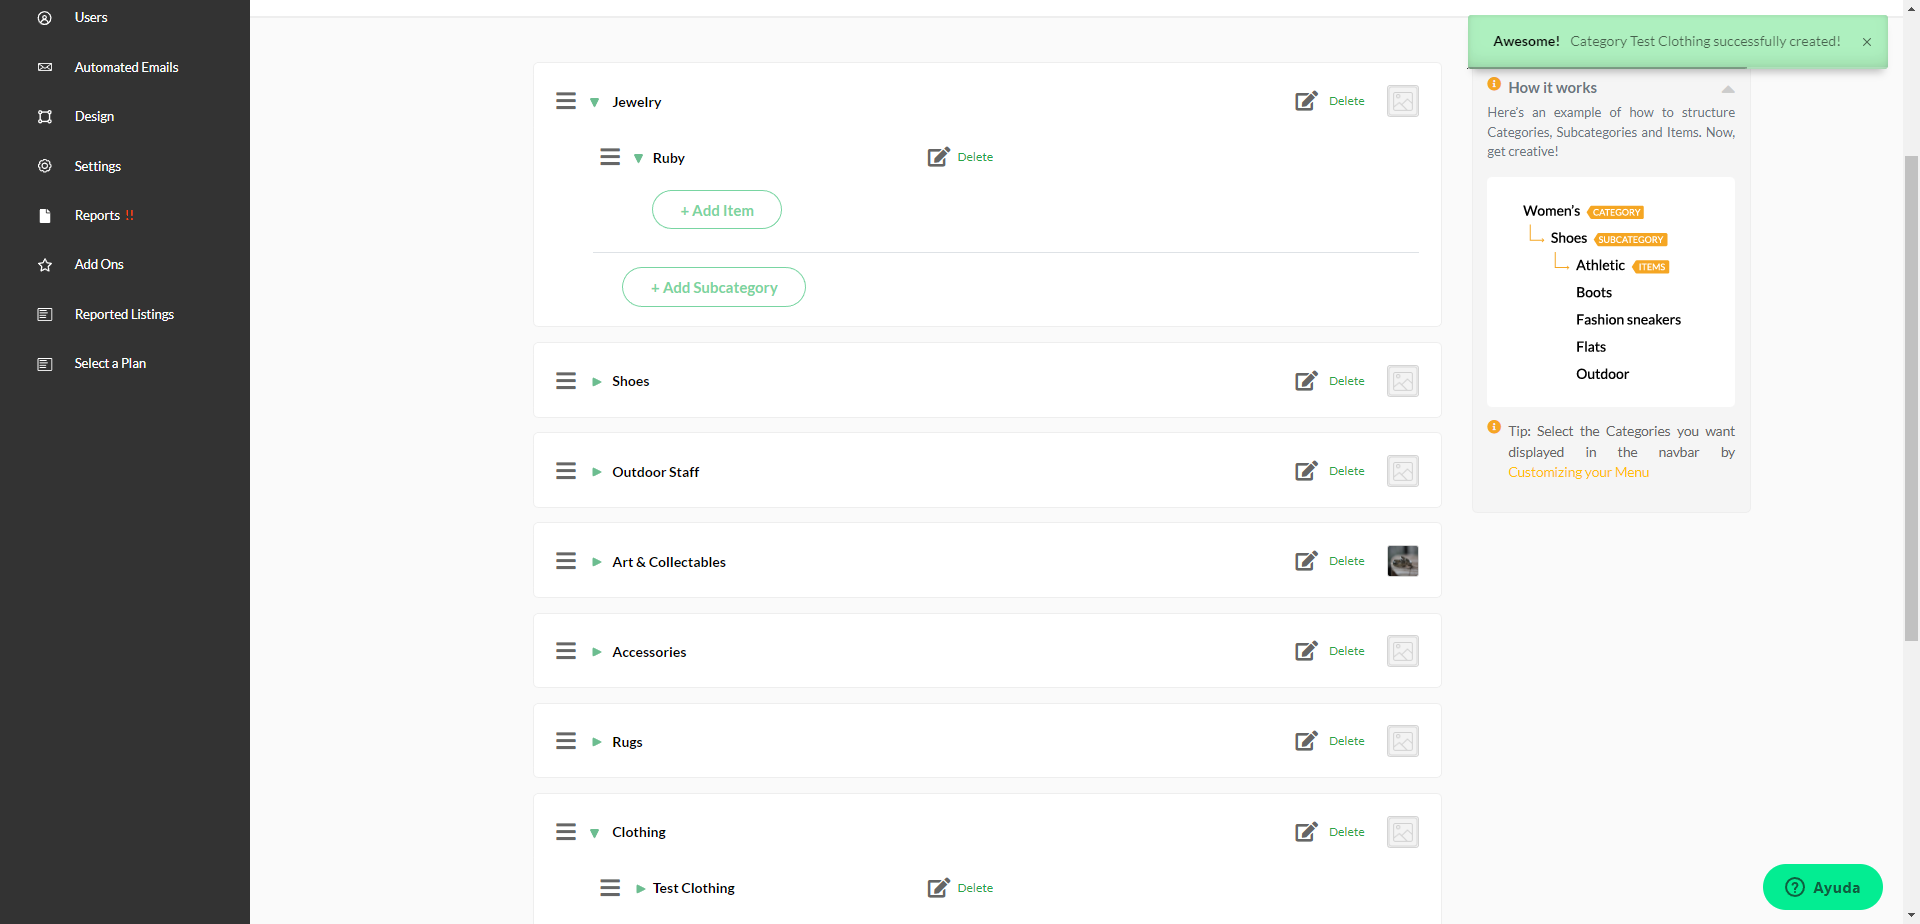 Users
Automated Emails
Design
Settings
Reports !!
Add Ons
Reported Listings
Select a Plan
Awesome! Category Test Clothing successfully created! ×
Jewelry Delete
Ruby Delete
+ Add Item
+ Add Subcategory
Shoes Delete
Outdoor Staff Delete
Art & Collectables Delete
Accessories Delete
Rugs Delete
Clothing Delete
Test Clothing Delete
How it works
Here's an example of how to structure
Categories, Subcategories and Items. Now,
get creative!
Women's CATEGORY
Shoes SUBCATEGORY
Athletic ITEMS
Boots
Fashion sneakers
Flats
Outdoor
Tip: Select the Categories you want
displayed in the navbar by
Customizing your Menu
Ayuda